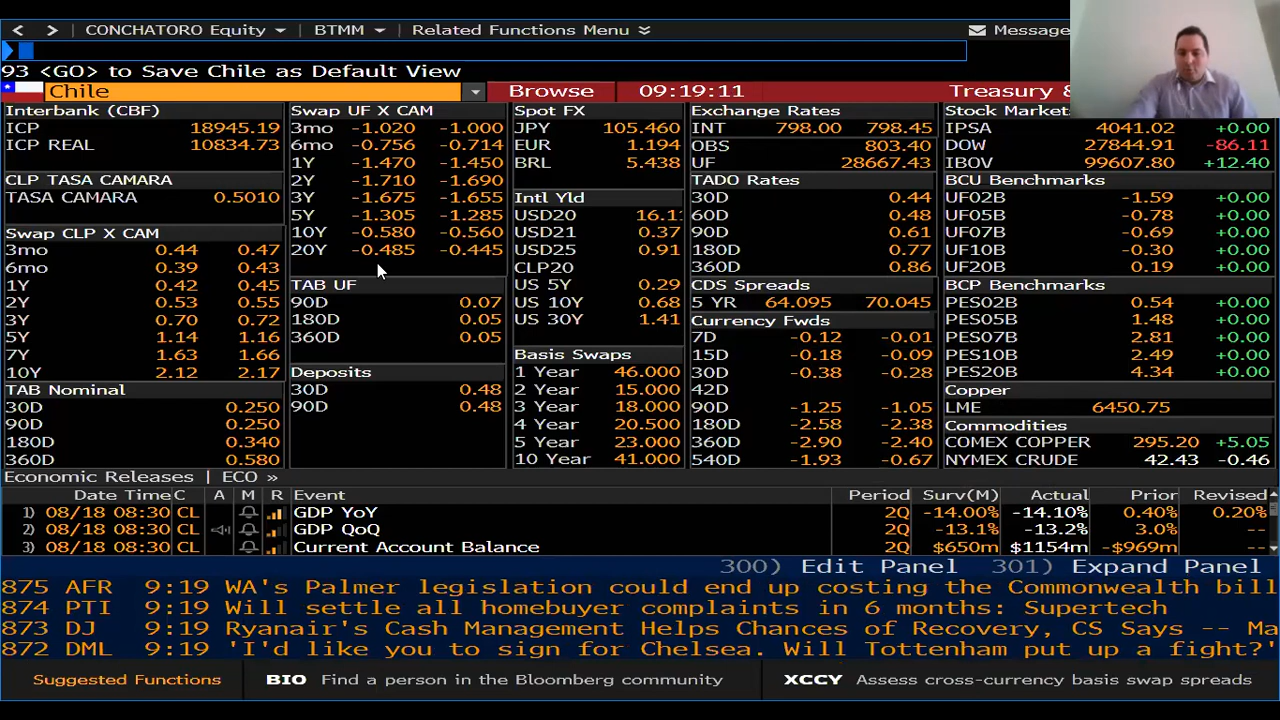 < > CONCHATORO Equity BTMM Related Functions Menu Message
93 <GO> to Save Chile as Default View
Chile Browse 09:19:11 Treasury &
Interbank (CBF)
ICP 18945.19
ICP REAL 10834.73
CLP TASA CAMARA
TASA CAMARA 0.5010
Swap CLP X CAM
3mo 0.44 0.47
6mo 0.39 0.43
1Y 0.42 0.45
2Y 0.53 0.55
3Y 0.70 0.72
5Y 1.14 1.16
7Y 1.63 1.66
10Y 2.12 2.17
TAB Nominal
30D 0.250
90D 0.250
180D 0.340
360D 0.580
Swap UF X CAM
3mo -1.020 -1.000
6mo -0.756 -0.714
1Y -1.470 -1.450
2Y -1.710 -1.690
3Y -1.675 -1.655
5Y -1.305 -1.285
10Y -0.580 -0.560
20Y -0.485 -0.445
TAB UF
90D 0.07
180D 0.05
360D 0.05
Deposits
30D 0.48
90D 0.48
Spot FX
JPY 105.460
EUR 1.194
BRL 5.438
Intl Yld
USD20 16.1
USD21 0.37
USD25 0.91
CLP20
US 5Y 0.29
US 10Y 0.68
US 30Y 1.41
Basis Swaps
1 Year 46.000
2 Year 15.000
3 Year 18.000
4 Year 20.500
5 Year 23.000
10 Year 41.000
Exchange Rates
INT 798.00 798.45
OBS 803.40
UF 28667.43
TADO Rates
30D 0.44
60D 0.48
90D 0.61
180D 0.77
360D 0.86
CDS Spreads
5 YR 64.095 70.045
Currency Fwds
7D -0.12 -0.01
15D -0.18 -0.09
30D -0.38 -0.28
42D
90D -1.25 -1.05
180D -2.58 -2.38
360D -2.90 -2.40
540D -1.93 -0.67
Stock Market
IPSA 4041.02 +0.00
DOW 27844.91 -86.11
IBOV 99607.80 +12.40
BCU Benchmarks
UF02B -1.59 +0.00
UF05B -0.78 +0.00
UF07B -0.69 +0.00
UF10B -0.30 +0.00
UF20B 0.19 +0.00
BCP Benchmarks
PES02B 0.54 +0.00
PES05B 1.48 +0.00
PES07B 2.81 +0.00
PES10B 2.49 +0.00
PES20B 4.34 +0.00
Copper
LME 6450.75
Commodities
COMEX COPPER 295.20 +5.05
NYMEX CRUDE 42.43 -0.46
Economic Releases | ECO »
Date Time C A M R Event Period Surv(M) Actual Prior Revised
1) 08/18 08:30 CL GDP YoY 2Q -14.00% -14.10% 0.40% 0.20%
2) 08/18 08:30 CL GDP QoQ 2Q -13.1% -13.2% 3.0% --
3) 08/18 08:30 CL Current Account Balance 2Q $650m $1154m -$969m --
300) Edit Panel 301) Expand Panel
875 AFR 9:19 WA's Palmer legislation could end up costing the Commonwealth bill
874 PTI 9:19 Will settle all homebuyer complaints in 6 months: Supertech
873 DJ 9:19 Ryanair's Cash Management Helps Chances of Recovery, CS Says -- Ma
872 DML 9:19 'I'd like you to sign for Chelsea. Will Tottenham put up a fight?'
Suggested Functions BIO Find a person in the Bloomberg community XCCY Assess cross-currency basis swap spreads